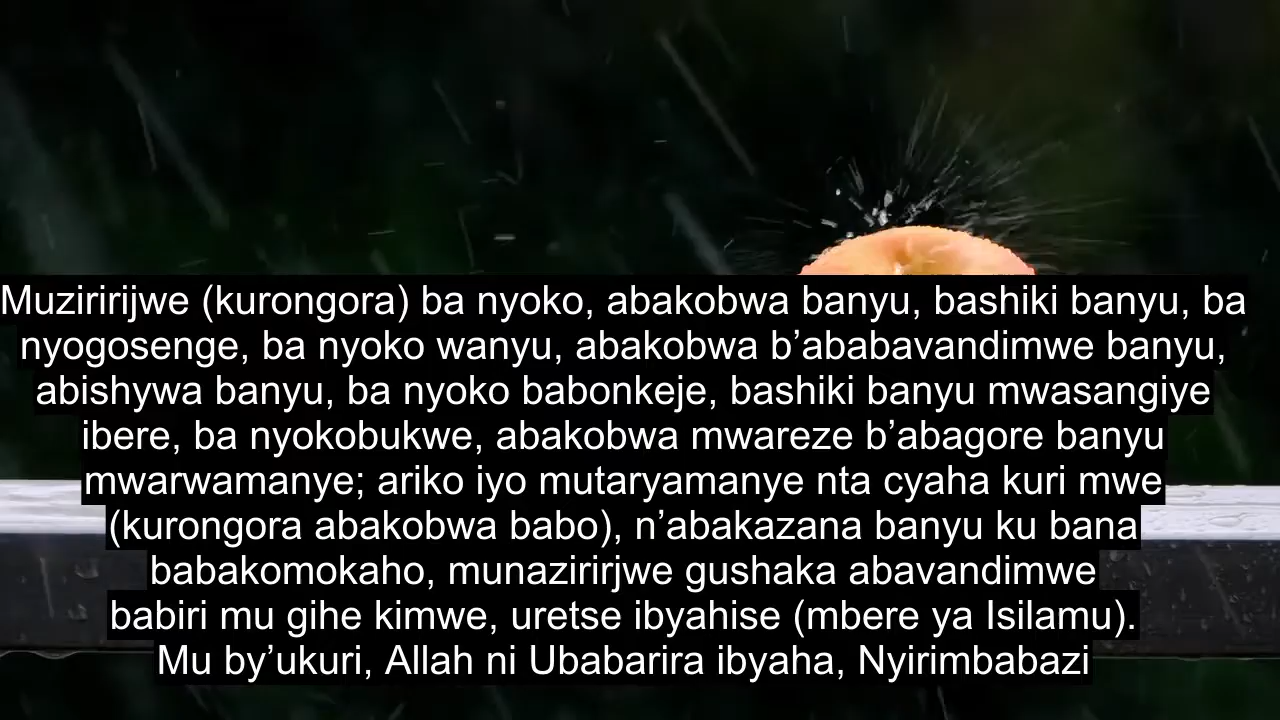 Muziririjwe (kurongora) ba nyoko, abakobwa banyu, bashiki banyu, ba
nyogosenge, ba nyoko wanyu, abakobwa b’ababavandimwe banyu,
abishywa banyu, ba nyoko babonkeje, bashiki banyu mwasangiye
ibere, ba nyokobukwe, abakobwa mwareze b’abagore banyu
mwarwamanye; ariko iyo mutaryamanye nta cyaha kuri mwe
(kurongora abakobwa babo), n’abakazana banyu ku bana
babakomokaho, munazirirjwe gushaka abavandimwe
babiri mu gihe kimwe, uretse ibyahise (mbere ya Isilamu).
Mu by’ukuri, Allah ni Ubabarira ibyaha, Nyirimbabazi